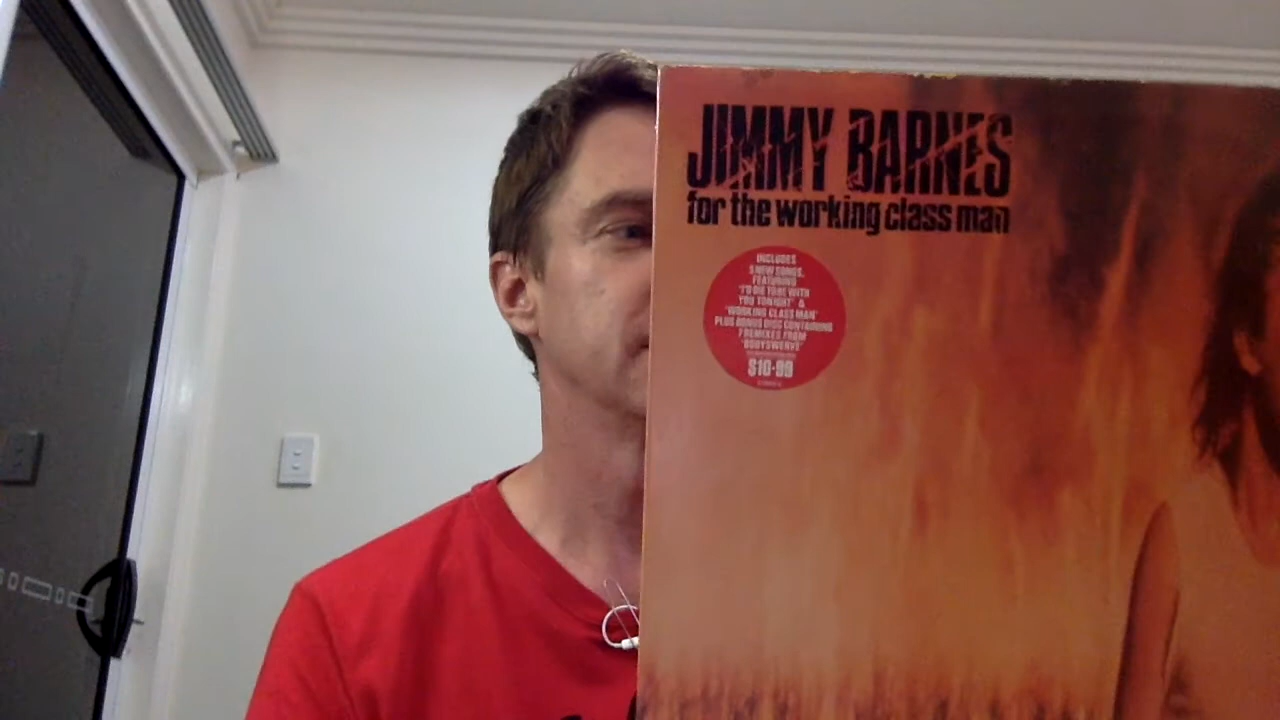 JIMMY BARNES
for the working class man
INCLUDES
5 NEW SONGS,
FEATURING
"I'D DIE TO BE WITH
YOU TONIGHT" &
"WORKING CLASS MAN"
PLUS BONUS DISC CONTAINING
7 REMIXES FROM
"BODYSWERVE"
$10·99